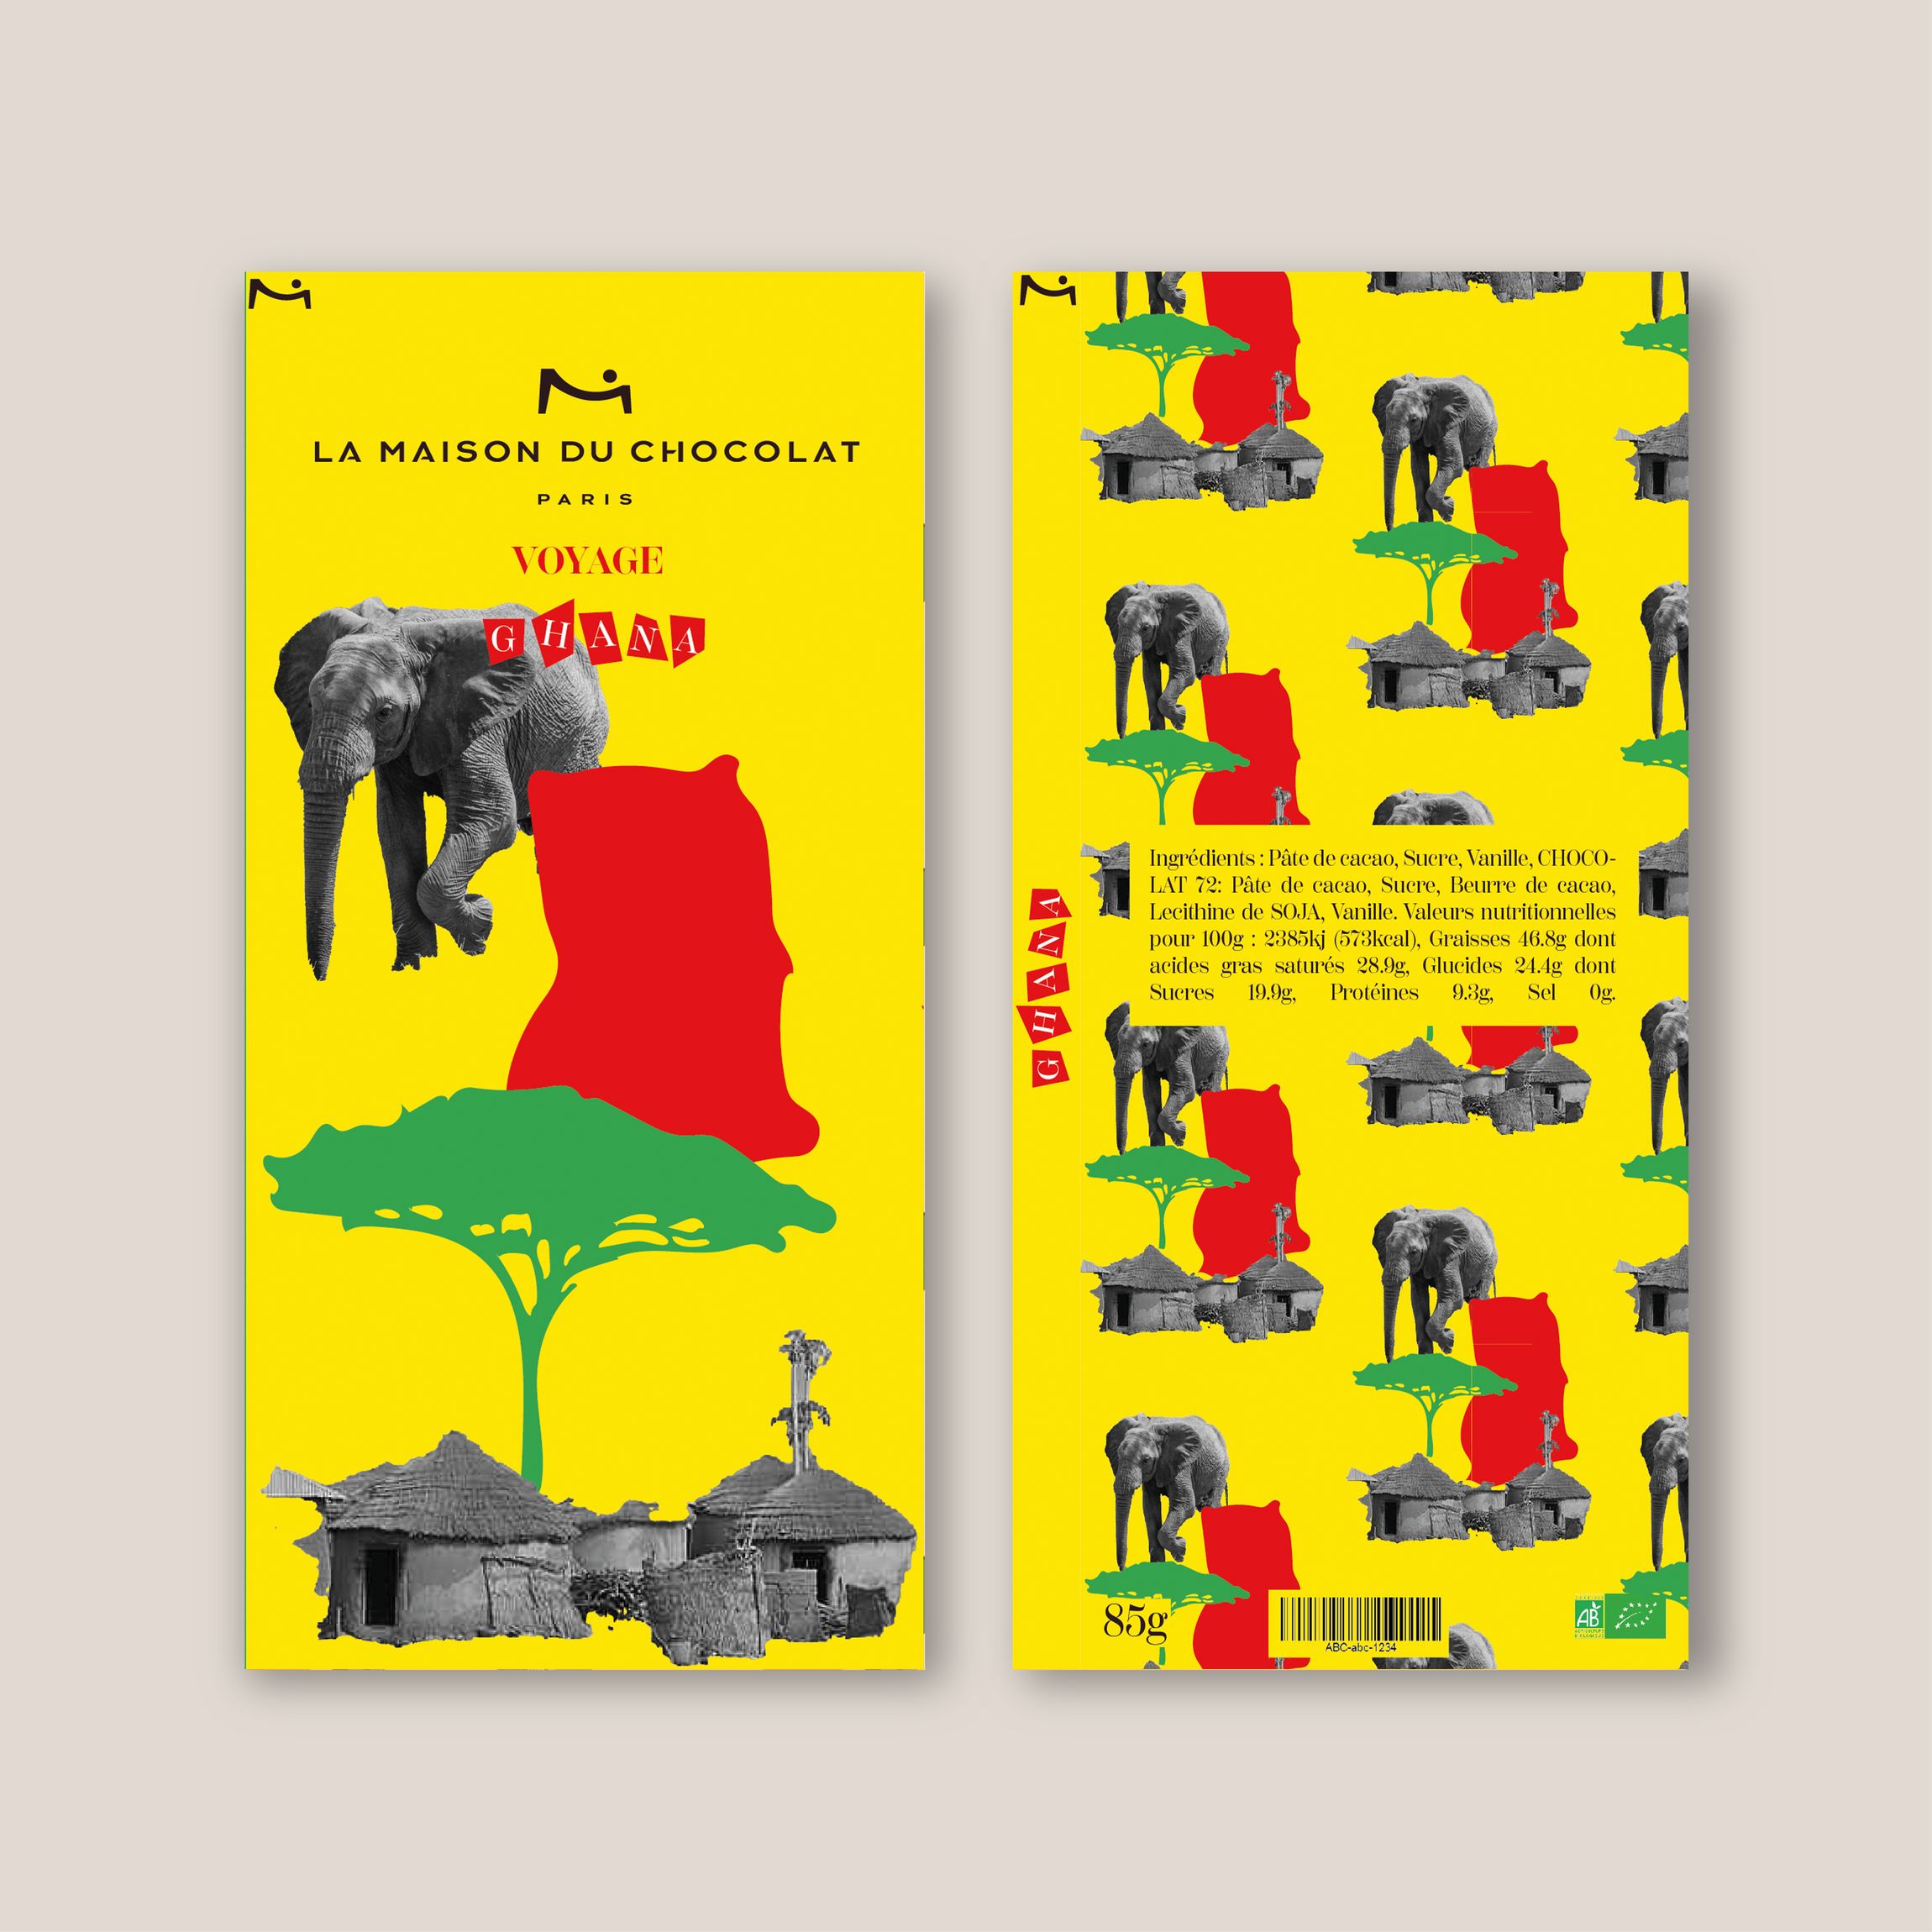 LA MAISON DU CHOCOLAT
PARIS
VOYAGE
GHANA
GHANA
Ingrédients : Pâte de cacao, Sucre, Vanille, CHOCO-
LAT 72: Pâte de cacao, Sucre, Beurre de cacao,
Lecithine de SOJA, Vanille. Valeurs nutritionnelles
pour 100g : 2385kj (573kcal), Graisses 46.8g dont
acides gras saturés 28.9g, Glucides 24.4g dont
Sucres 19.9g, Protéines 9.3g, Sel 0g.
85g
ABC-abc-1234
AB